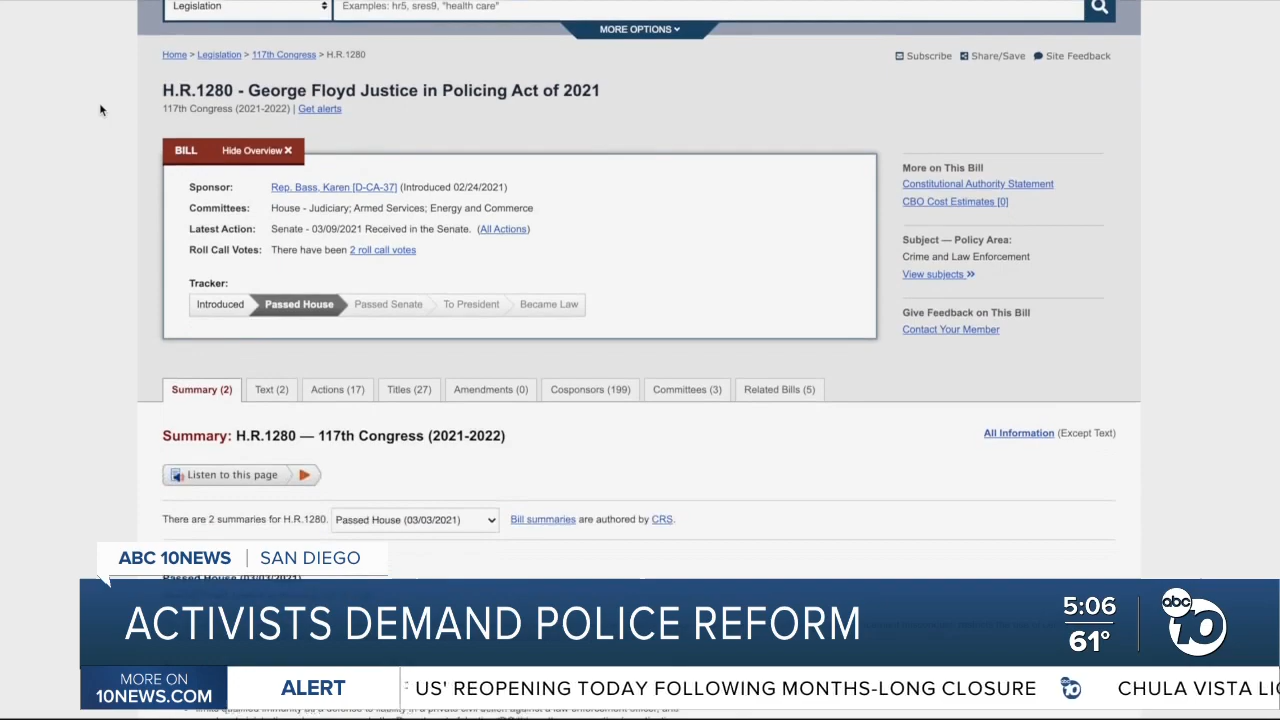 Legislation
Examples: hr5, sres9, "health care"
MORE OPTIONS
Home > Legislation > 117th Congress > H.R.1280
Subscribe Share/Save Site Feedback
H.R.1280 - George Floyd Justice in Policing Act of 2021
117th Congress (2021-2022) | Get alerts
BILL Hide Overview ×
Sponsor: Rep. Bass, Karen [D-CA-37] (Introduced 02/24/2021)
Committees: House - Judiciary; Armed Services; Energy and Commerce
Latest Action: Senate - 03/09/2021 Received in the Senate. (All Actions)
Roll Call Votes: There have been 2 roll call votes
Tracker:
Introduced Passed House Passed Senate To President Became Law
More on This Bill
Constitutional Authority Statement
CBO Cost Estimates [0]
Subject — Policy Area:
Crime and Law Enforcement
View subjects »
Give Feedback on This Bill
Contact Your Member
Summary (2) Text (2) Actions (17) Titles (27) Amendments (0) Cosponsors (199) Committees (3) Related Bills (5)
Summary: H.R.1280 — 117th Congress (2021-2022)
All Information (Except Text)
Listen to this page
There are 2 summaries for H.R.1280. Passed House (03/03/2021) Bill summaries are authored by CRS.
Passed House (03/03/2021)
ABC 10NEWS | SAN DIEGO
ACTIVISTS DEMAND POLICE REFORM
5:06
61°
abc 10
MORE ON
10NEWS.COM
ALERT
US' REOPENING TODAY FOLLOWING MONTHS-LONG CLOSURE
CHULA VISTA